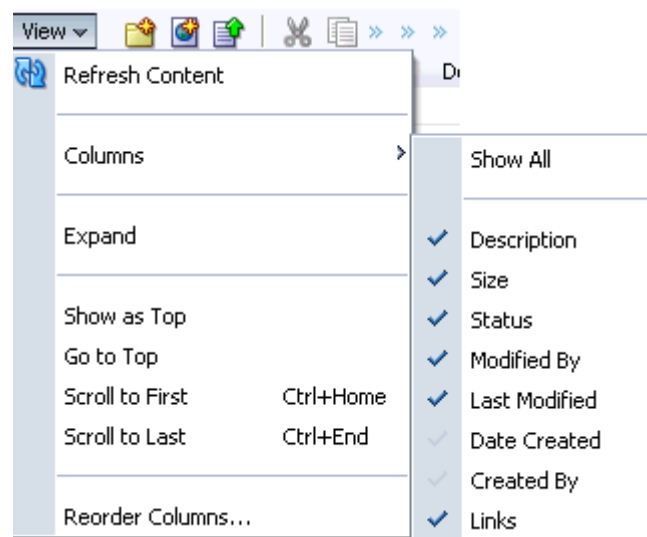 View
Refresh Content
Columns
Expand
Show as Top
Go to Top
Scroll to First Ctrl+Home
Scroll to Last Ctrl+End
Reorder Columns...
Show All
Description
Size
Status
Modified By
Last Modified
Date Created
Created By
Links